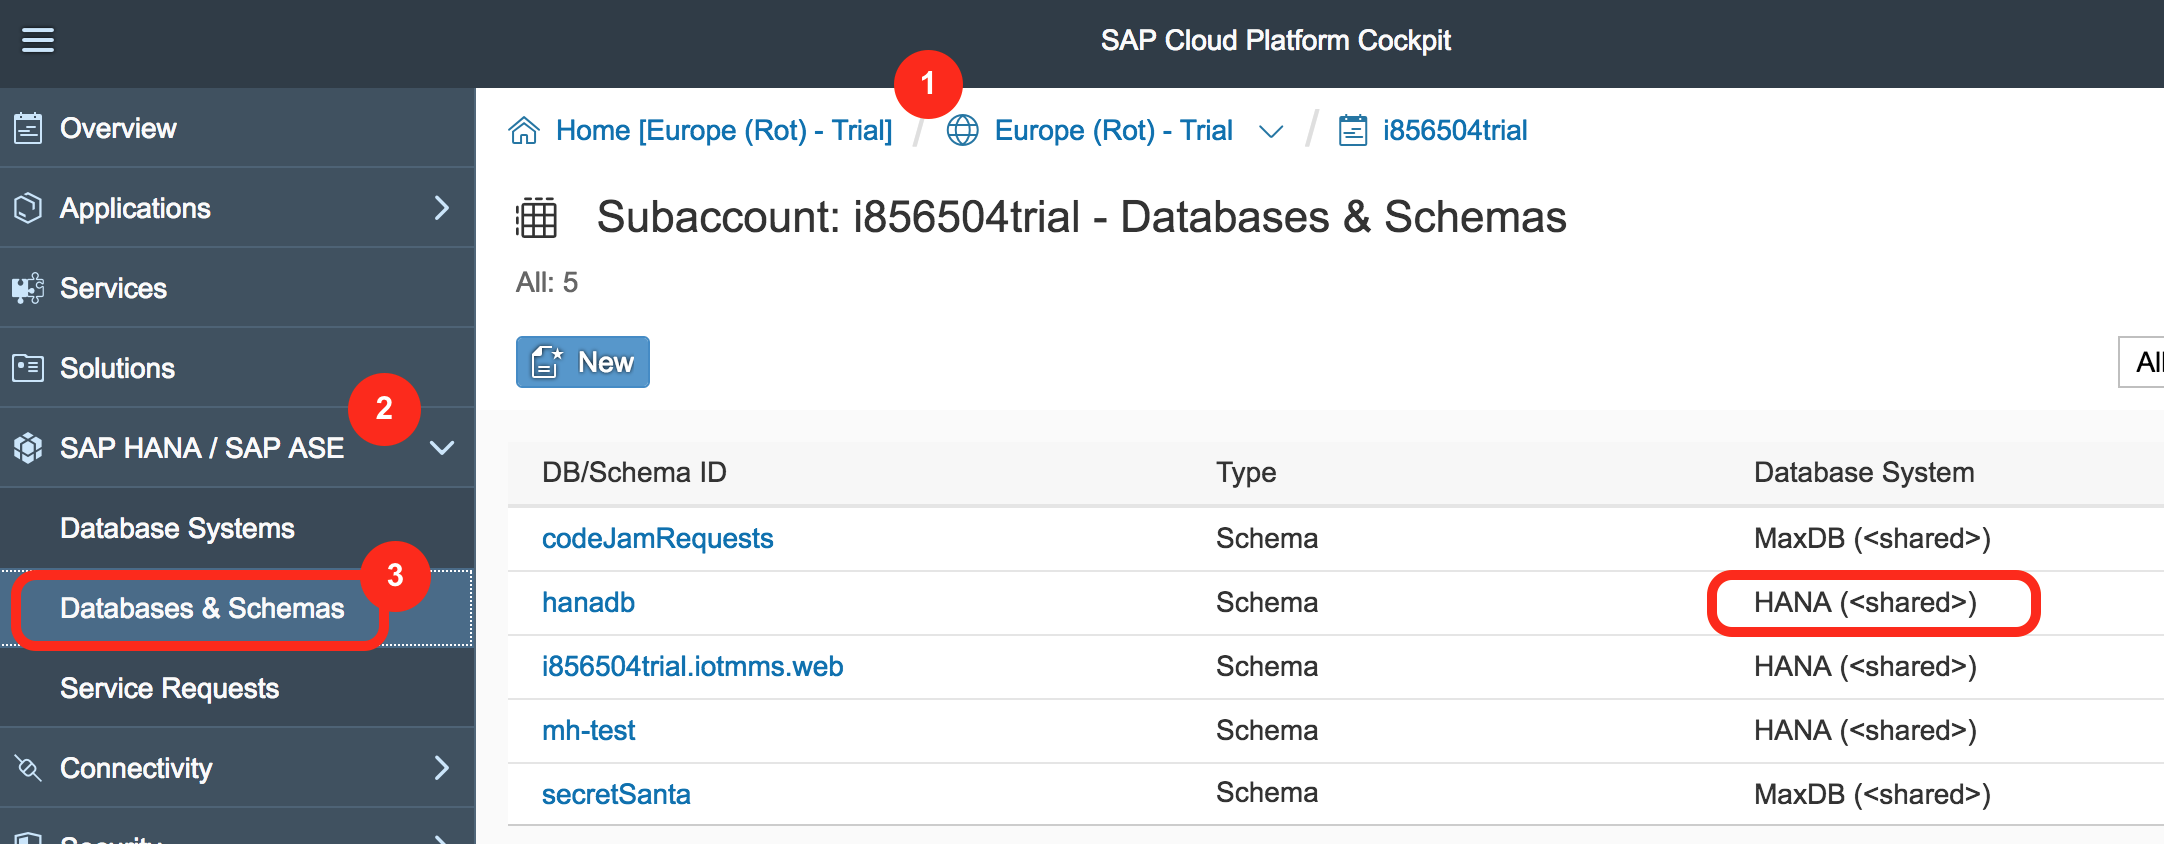 SAP Cloud Platform Cockpit
1
Home [Europe (Rot) - Trial] / Europe (Rot) - Trial / i856504trial
Overview
Applications
Services
Solutions
2
SAP HANA / SAP ASE
Database Systems
3
Databases & Schemas
Service Requests
Connectivity
Security
Subaccount: i856504trial - Databases & Schemas
All: 5
New
All
DB/Schema ID Type Database System
codeJamRequests Schema MaxDB (<shared>)
hanadb Schema HANA (<shared>)
i856504trial.iotmms.web Schema HANA (<shared>)
mh-test Schema HANA (<shared>)
secretSanta Schema MaxDB (<shared>)